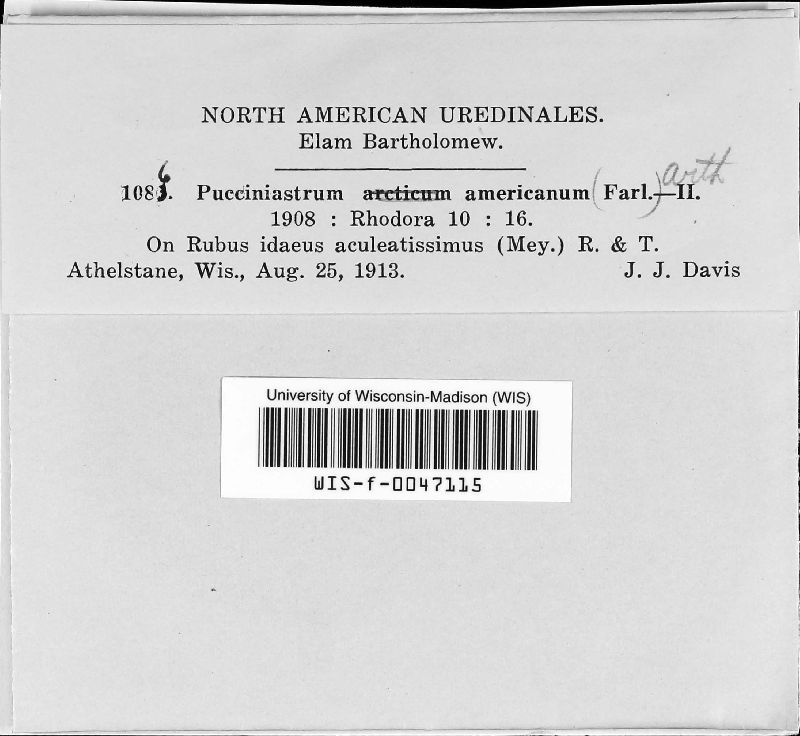 NORTH AMERICAN UREDINALES.
Elam Bartholomew.
1086. Pucciniastrum arcticum americanum (Farl.) Arth —II.
1908 : Rhodora 10 : 16.
On Rubus idaeus aculeatissimus (Mey.) R. & T.
Athelstane, Wis., Aug. 25, 1913. J. J. Davis
University of Wisconsin-Madison (WIS)
WIS-f-0047115